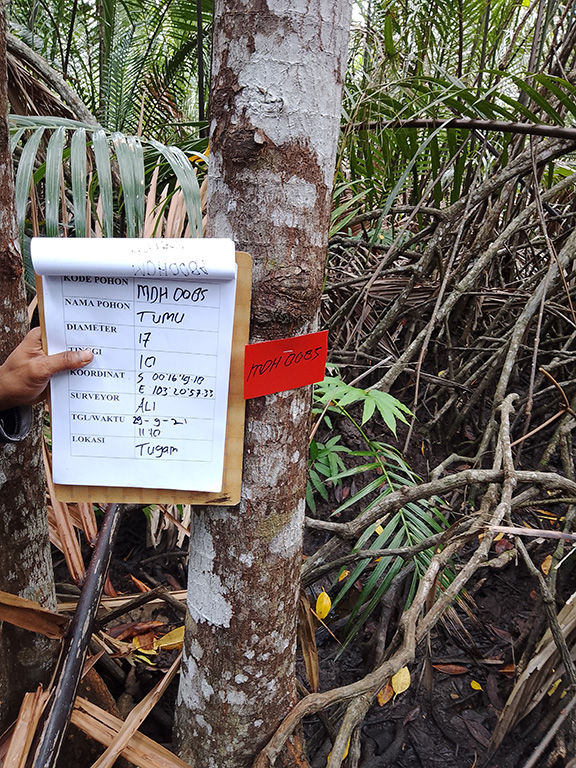 KODE POHON MDH 0085
NAMA POHON TUMU
DIAMETER 17
TINGGI 10
KOORDINAT S 00°16'49.10
E 103°20'57.33
SURVEYOR ALI
TGL/WAKTU 29-9-21
11 10
LOKASI Tugam
MDH 0085